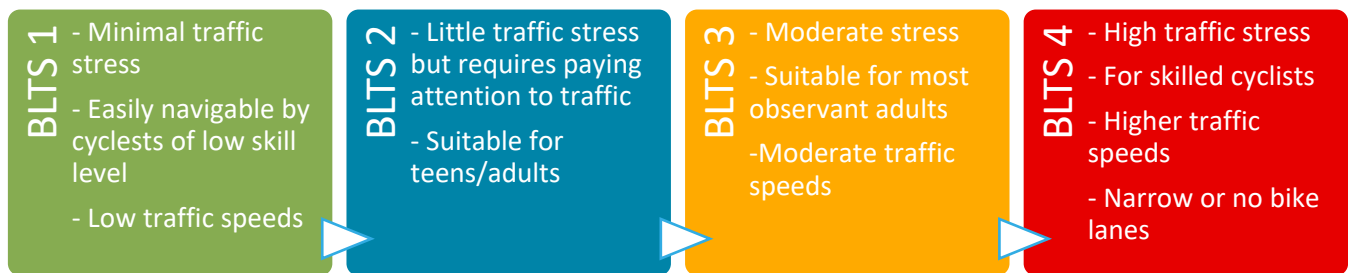 BLTS 1
- Minimal traffic
stress
- Easily navigable by
cyclests of low skill
level
- Low traffic speeds
BLTS 2
- Little traffic stress
but requires paying
attention to traffic
- Suitable for
teens/adults
BLTS 3
- Moderate stress
- Suitable for most
observant adults
-Moderate traffic
speeds
BLTS 4
- High traffic stress
- For skilled cyclists
- Higher traffic
speeds
- Narrow or no bike
lanes